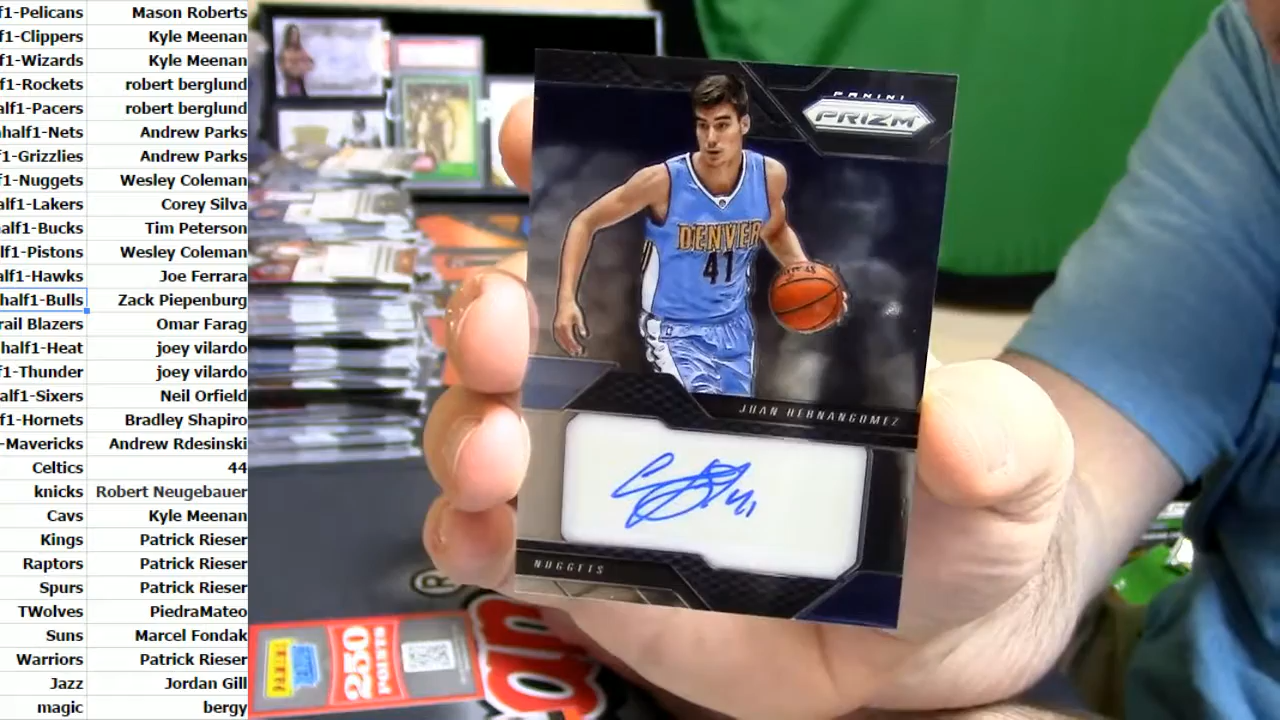 f1-Pelicans Mason Roberts
f1-Clippers Kyle Meenan
f1-Wizards Kyle Meenan
f1-Rockets robert berglund
alf1-Pacers robert berglund
half1-Nets Andrew Parks
f1-Grizzlies Andrew Parks
f1-Nuggets Wesley Coleman
alf1-Lakers Corey Silva
alf1-Bucks Tim Peterson
f1-Pistons Wesley Coleman
alf1-Hawks Joe Ferrara
half1-Bulls Zack Piepenburg
rail Blazers Omar Farag
half1-Heat joey vilardo
f1-Thunder joey vilardo
alf1-Sixers Neil Orfield
f1-Hornets Bradley Shapiro
-Mavericks Andrew Rdesinski
Celtics 44
knicks Robert Neugebauer
Cavs Kyle Meenan
Kings Patrick Rieser
Raptors Patrick Rieser
Spurs Patrick Rieser
TWolves PiedraMateo
Suns Marcel Fondak
Warriors Patrick Rieser
Jazz Jordan Gill
magic bergy
PANINI
PRIZM
DENVER
41
JUAN HERNANGOMEZ
41
NUGGETS
PANINI
250
POINTS